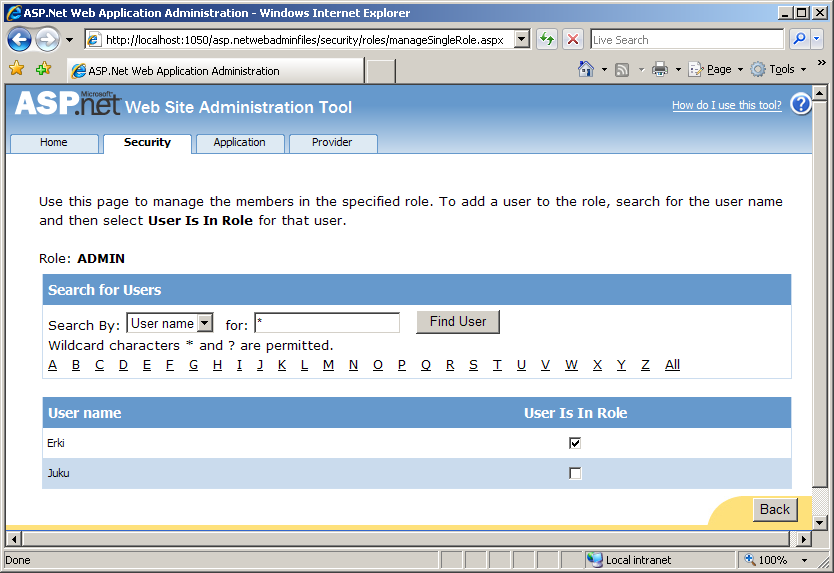 ASP.Net Web Application Administration - Windows Internet Explorer
http://localhost:1050/asp.netwebadminfiles/security/roles/manageSingleRole.aspx
Live Search
ASP.Net Web Application Administration
Page
Tools
Microsoft
ASP.net Web Site Administration Tool
How do I use this tool?
?
Home
Security
Application
Provider
Use this page to manage the members in the specified role. To add a user to the role, search for the user name
and then select User Is In Role for that user.
Role: ADMIN
Search for Users
Search By: User name for: * Find User
Wildcard characters * and ? are permitted.
A B C D E F G H I J K L M N O P Q R S T U V W X Y Z All
User name User Is In Role
Erki
Juku
Back
Done
Local intranet
100%